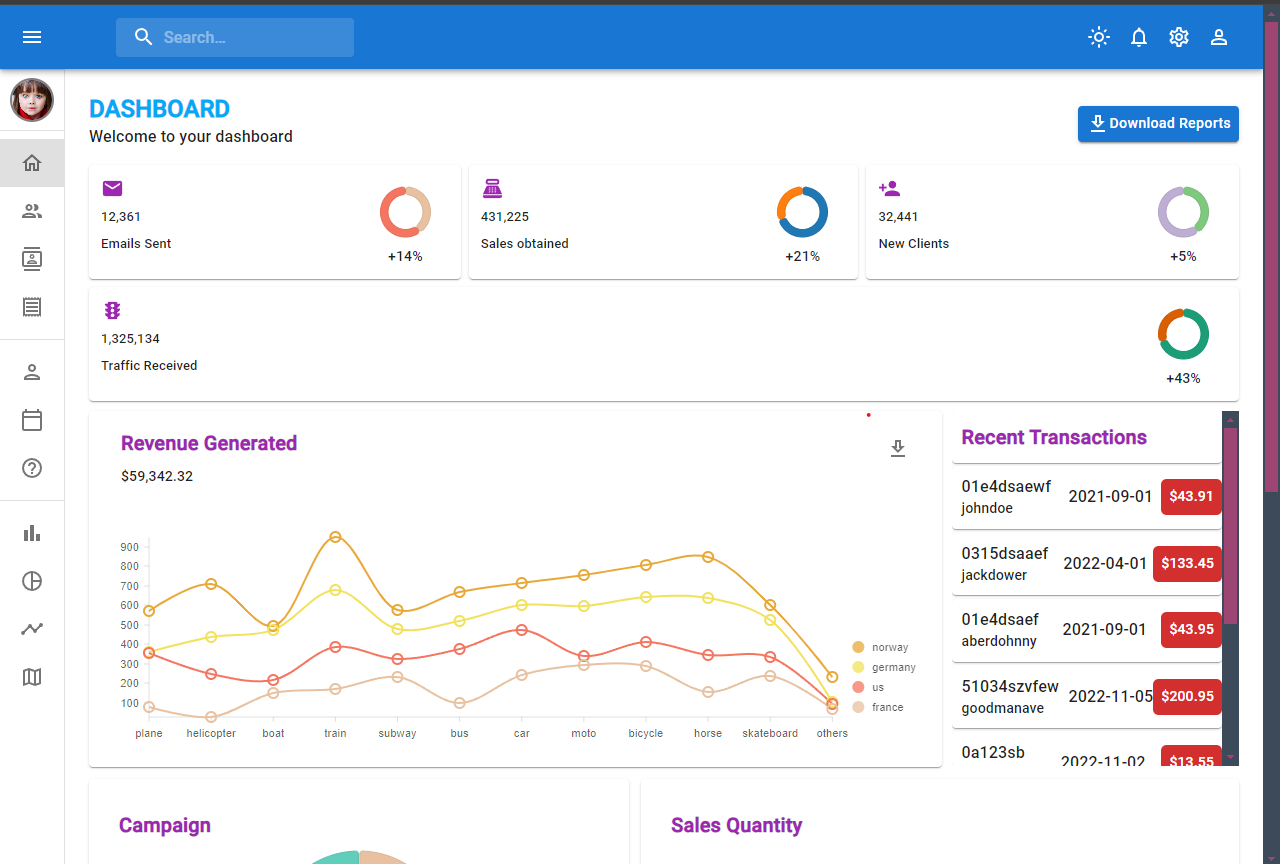 Search...
DASHBOARD
Welcome to your dashboard
Download Reports
12,361
Emails Sent
+14%
431,225
Sales obtained
+21%
32,441
New Clients
+5%
1,325,134
Traffic Received
+43%
Revenue Generated
$59,342.32
900
800
700
600
500
400
300
200
100
plane helicopter boat train subway bus car moto bicycle horse skateboard others
norway
germany
us
france
Recent Transactions
01e4dsaewf
johndoe
2021-09-01
$43.91
0315dsaaef
jackdower
2022-04-01
$133.45
01e4dsaef
aberdohnny
2021-09-01
$43.95
51034szvfew
goodmanave
2022-11-05
$200.95
0a123sb
2022-11-02
$13.55
Campaign
Sales Quantity